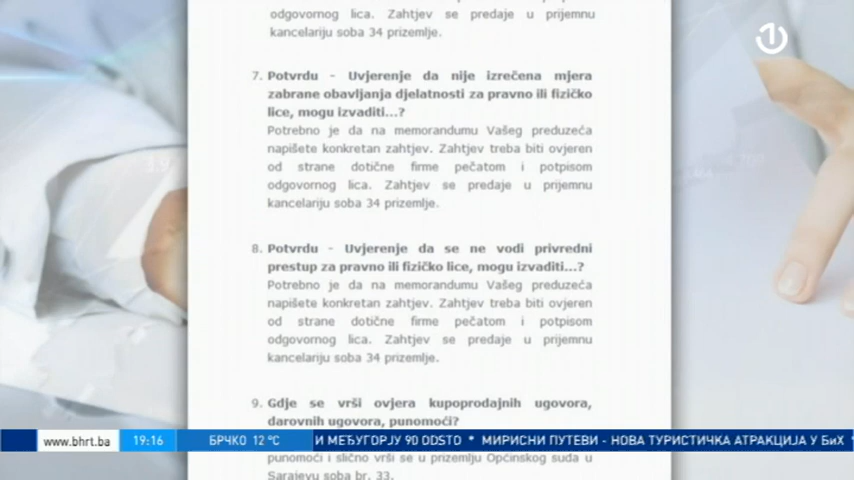 odgovornog lica. Zahtjev se predaje u prijemnu
kancelariju soba 34 prizemlje.
7. Potvrdu - Uvjerenje da nije izrečena mjera
zabrane obavljanja djelatnosti za pravno ili fizičko
lice, mogu izvaditi...?
Potrebno je da na memorandumu Vašeg preduzeća
napišete konkretan zahtjev. Zahtjev treba biti ovjeren
od strane dotične firme pečatom i potpisom
odgovornog lica. Zahtjev se predaje u prijemnu
kancelariju soba 34 prizemlje.
8. Potvrdu - Uvjerenje da se ne vodi privredni
prestup za pravno ili fizičko lice, mogu izvaditi...?
Potrebno je da na memorandumu Vašeg preduzeća
napišete konkretan zahtjev. Zahtjev treba biti ovjeren
od strane dotične firme pečatom i potpisom
odgovornog lica. Zahtjev se predaje u prijemnu
kancelariju soba 34 prizemlje.
9. Gdje se vrši ovjera kupoprodajnih ugovora,
darovnih ugovora, punomoći?
www.bhrt.ba 19:16 БРЧКО 12 °C И МЕЂУГОРЈУ 90 ODSTO * МИРИСНИ ПУТЕВИ - НОВА ТУРИСТИЧКА АТРАКЦИЈА У БиХ *
punomoći i slično vrši se u prizemlju Općinskog suda u
Sarajevu soba br. 33.